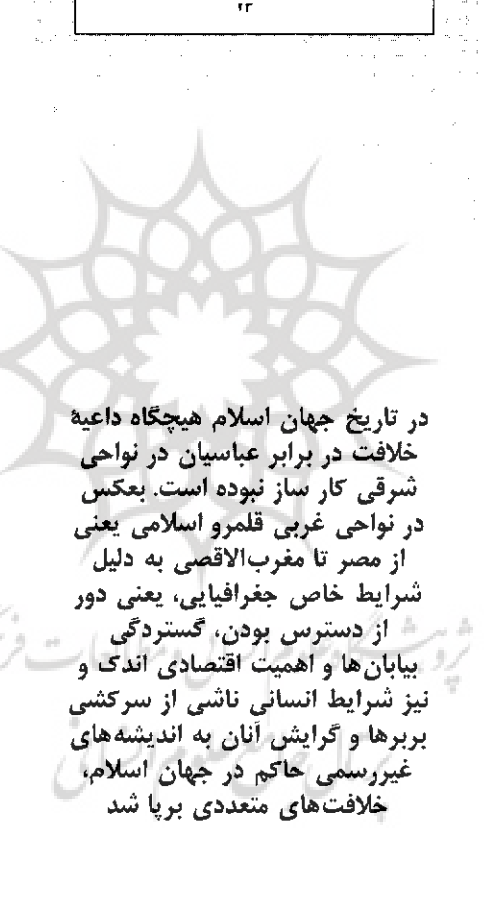 ۲۳
در تاریخ جهان اسلام هیچگاه داعیهٔ
خلافت در برابر عباسیان در نواحی
شرقی کار ساز نبوده است. بعکس
در نواحی غربی قلمرو اسلامی یعنی
از مصر تا مغرب‌الاقصی به دلیل
شرایط خاص جغرافیایی، یعنی دور
از دسترس بودن، گستردگی
بیابان‌ها و اهمیت اقتصادی اندک و
نیز شرایط انسانی ناشی از سرکشی
بربرها و گرایش آنان به اندیشه‌های
غیررسمی حاکم در جهان اسلام،
خلافت‌های متعددی برپا شد